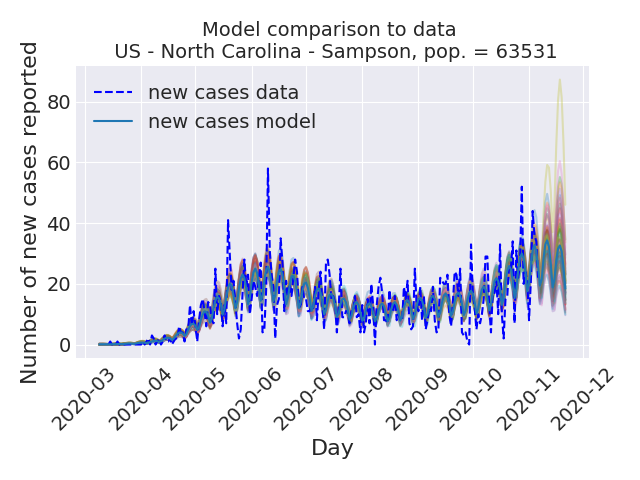 Model comparison to data
US - North Carolina - Sampson, pop. = 63531
Number of new cases reported
new cases data
new cases model
80
60
40
20
0
2020-03
2020-04
2020-05
2020-06
2020-07
2020-08
2020-09
2020-10
2020-11
2020-12
Day